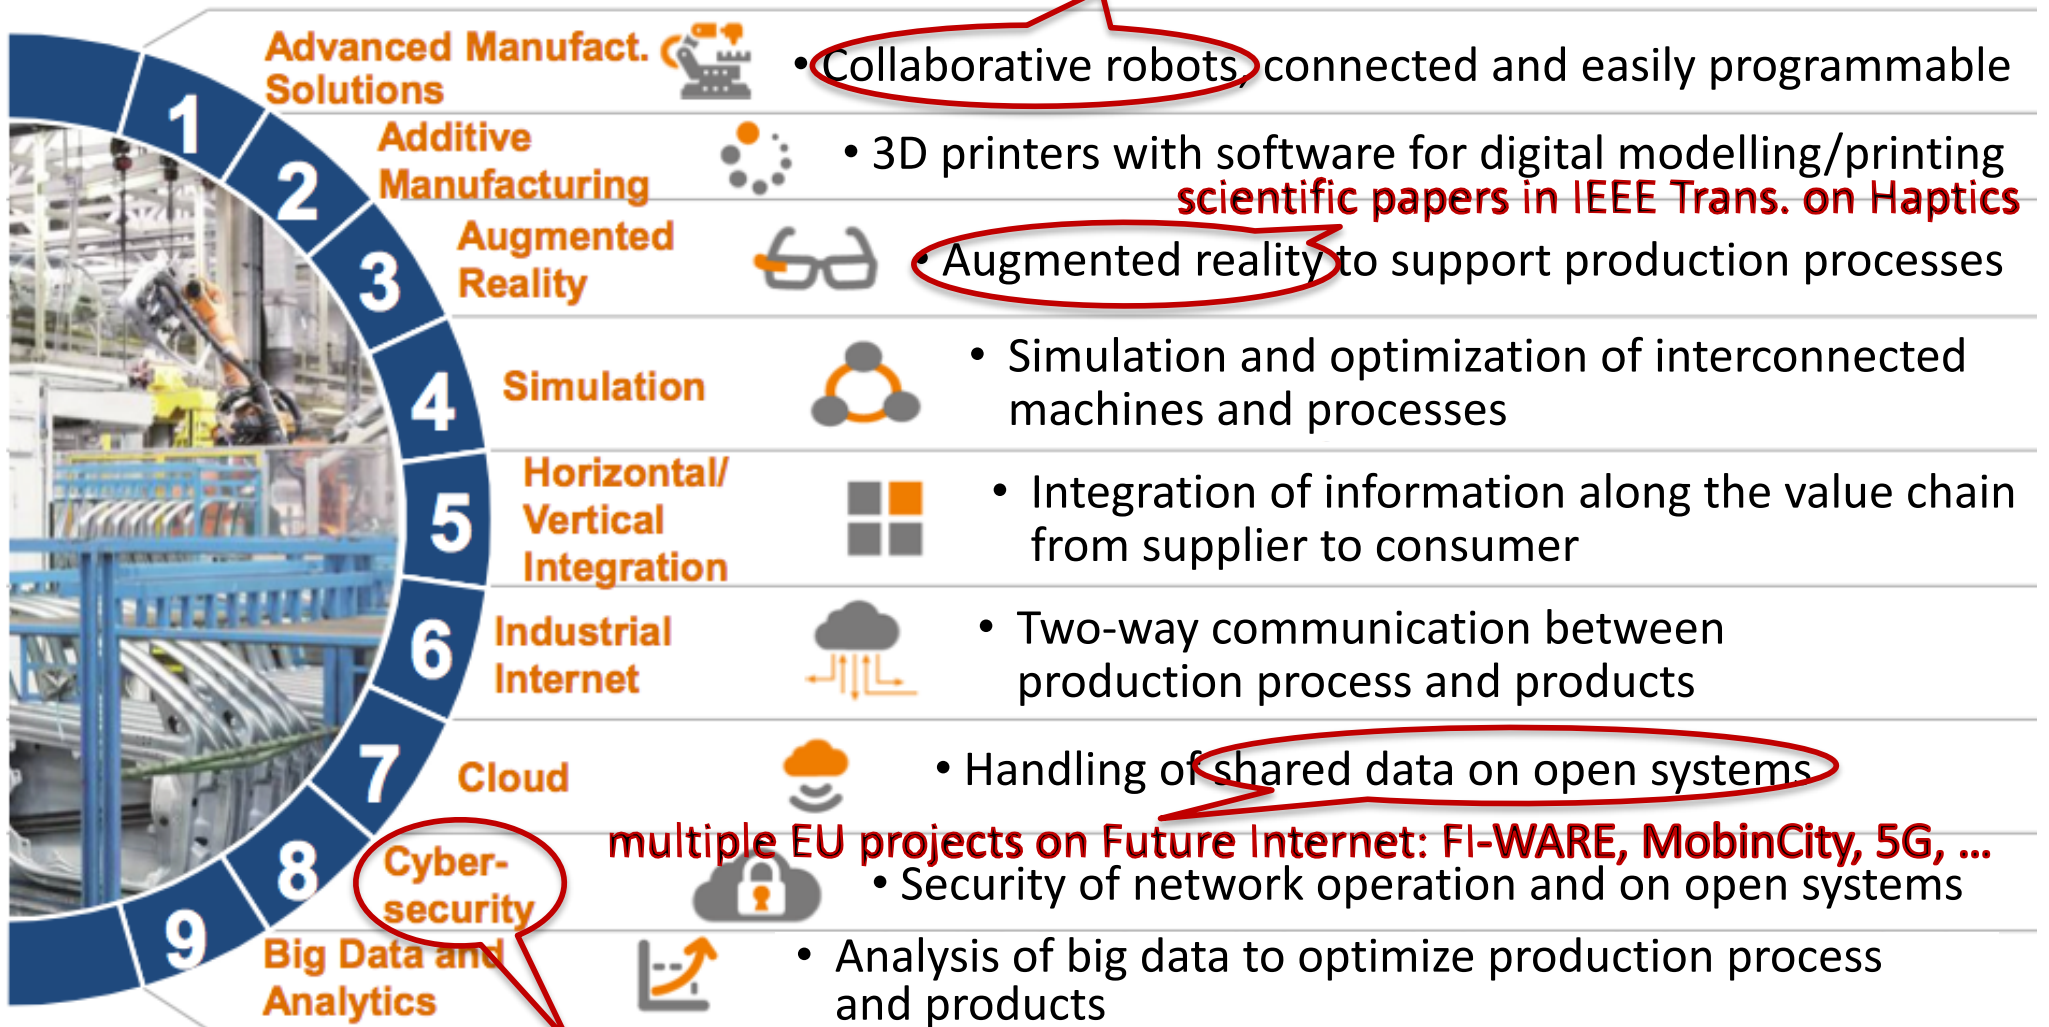 1
Advanced Manufact.
Solutions
• Collaborative robots, connected and easily programmable
2
Additive
Manufacturing
• 3D printers with software for digital modelling/printing
scientific papers in IEEE Trans. on Haptics
3
Augmented
Reality
• Augmented reality to support production processes
4
Simulation
• Simulation and optimization of interconnected
machines and processes
5
Horizontal/
Vertical
Integration
• Integration of information along the value chain
from supplier to consumer
6
Industrial
Internet
• Two-way communication between
production process and products
7
Cloud
• Handling of shared data on open systems
multiple EU projects on Future Internet: FI-WARE, MobinCity, 5G, ...
8
Cyber-
security
• Security of network operation and on open systems
9
Big Data and
Analytics
• Analysis of big data to optimize production process
and products